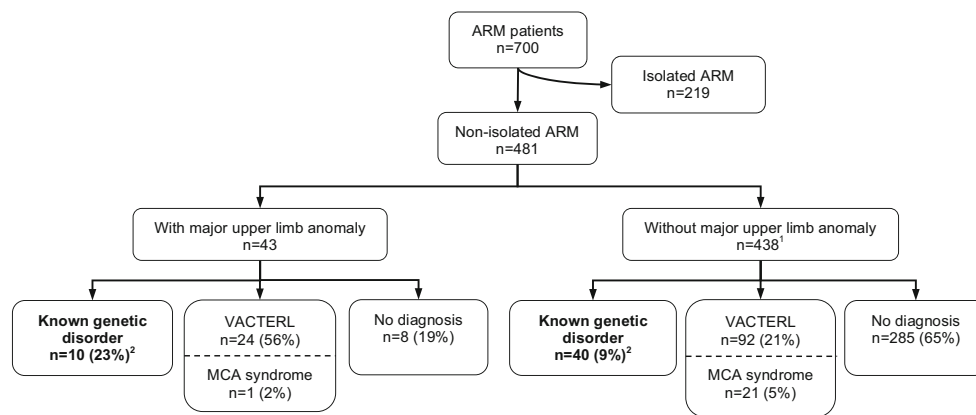 ARM patients
n=700
Isolated ARM
n=219
Non-isolated ARM
n=481
With major upper limb anomaly
n=43
Without major upper limb anomaly
n=438¹
Known genetic
disorder
n=10 (23%)²
VACTERL
n=24 (56%)
MCA syndrome
n=1 (2%)
No diagnosis
n=8 (19%)
Known genetic
disorder
n=40 (9%)²
VACTERL
n=92 (21%)
MCA syndrome
n=21 (5%)
No diagnosis
n=285 (65%)